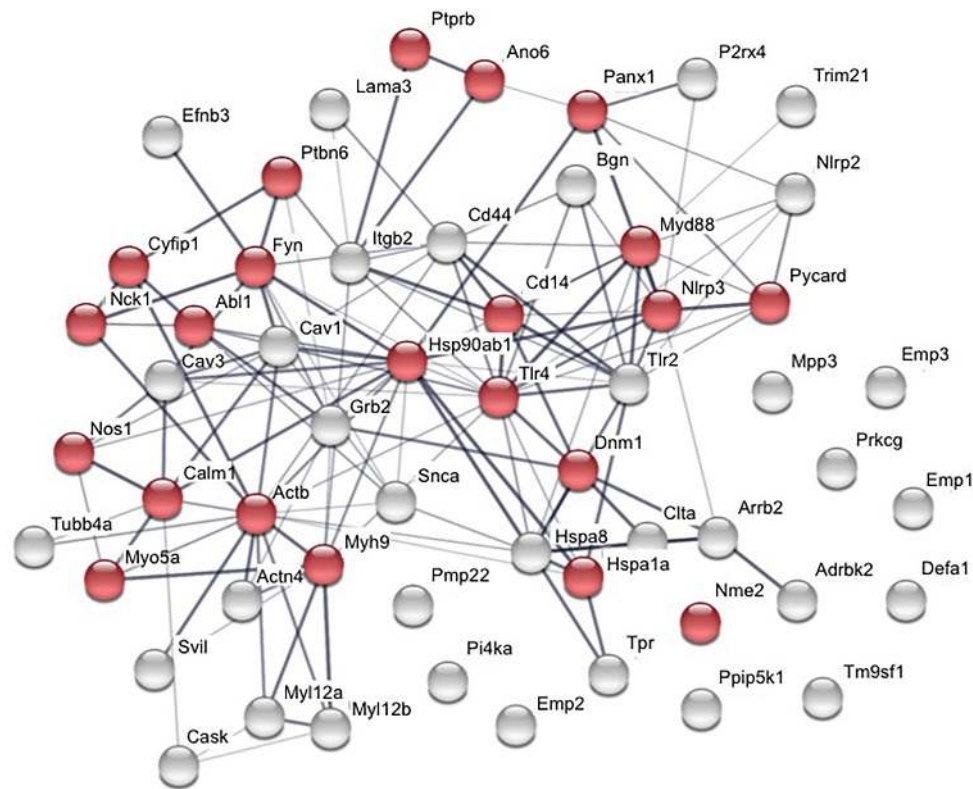 Ptprb
Ano6
P2rx4
Panx1
Trim21
Lama3
Efnb3
Ptbn6
Bgn
Nlrp2
Cd44
Myd88
Itgb2
Cyfip1
Fyn
Cd14
Pycard
Nlrp3
Nck1
Abl1
Cav1
Hsp90ab1
Tlr2
Cav3
Tlr4
Mpp3
Emp3
Grb2
Nos1
Dnm1
Prkcg
Calm1
Snca
Emp1
Actb
Clta
Arrb2
Tubb4a
Hspa8
Myh9
Myo5a
Hspa1a
Actn4
Pmp22
Nme2
Adrbk2
Defa1
Svil
Pi4ka
Tpr
Ppip5k1
Tm9sf1
Myl12a
Myl12b
Emp2
Cask